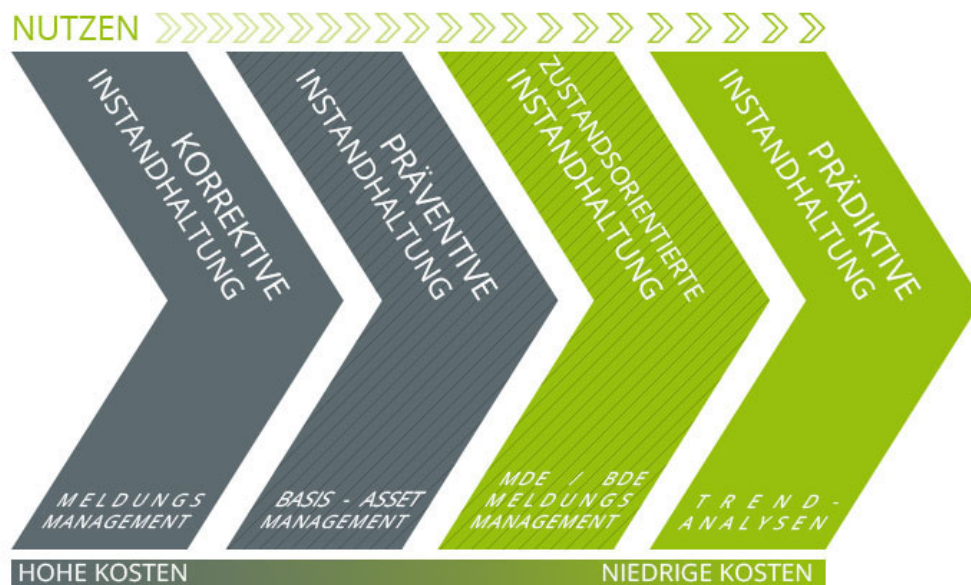 NUTZEN
KORREKTIVE
INSTANDHALTUNG
PRÄVENTIVE
INSTANDHALTUNG
ZUSTANDSORIENTIERTE
INSTANDHALTUNG
PRÄDIKTIVE
INSTANDHALTUNG
MELDUNGS
MANAGEMENT
BASIS - ASSET
MANAGEMENT
MDE / BDE
MELDUNGS
MANAGEMENT
TREND-
ANALYSEN
HOHE KOSTEN
NIEDRIGE KOSTEN